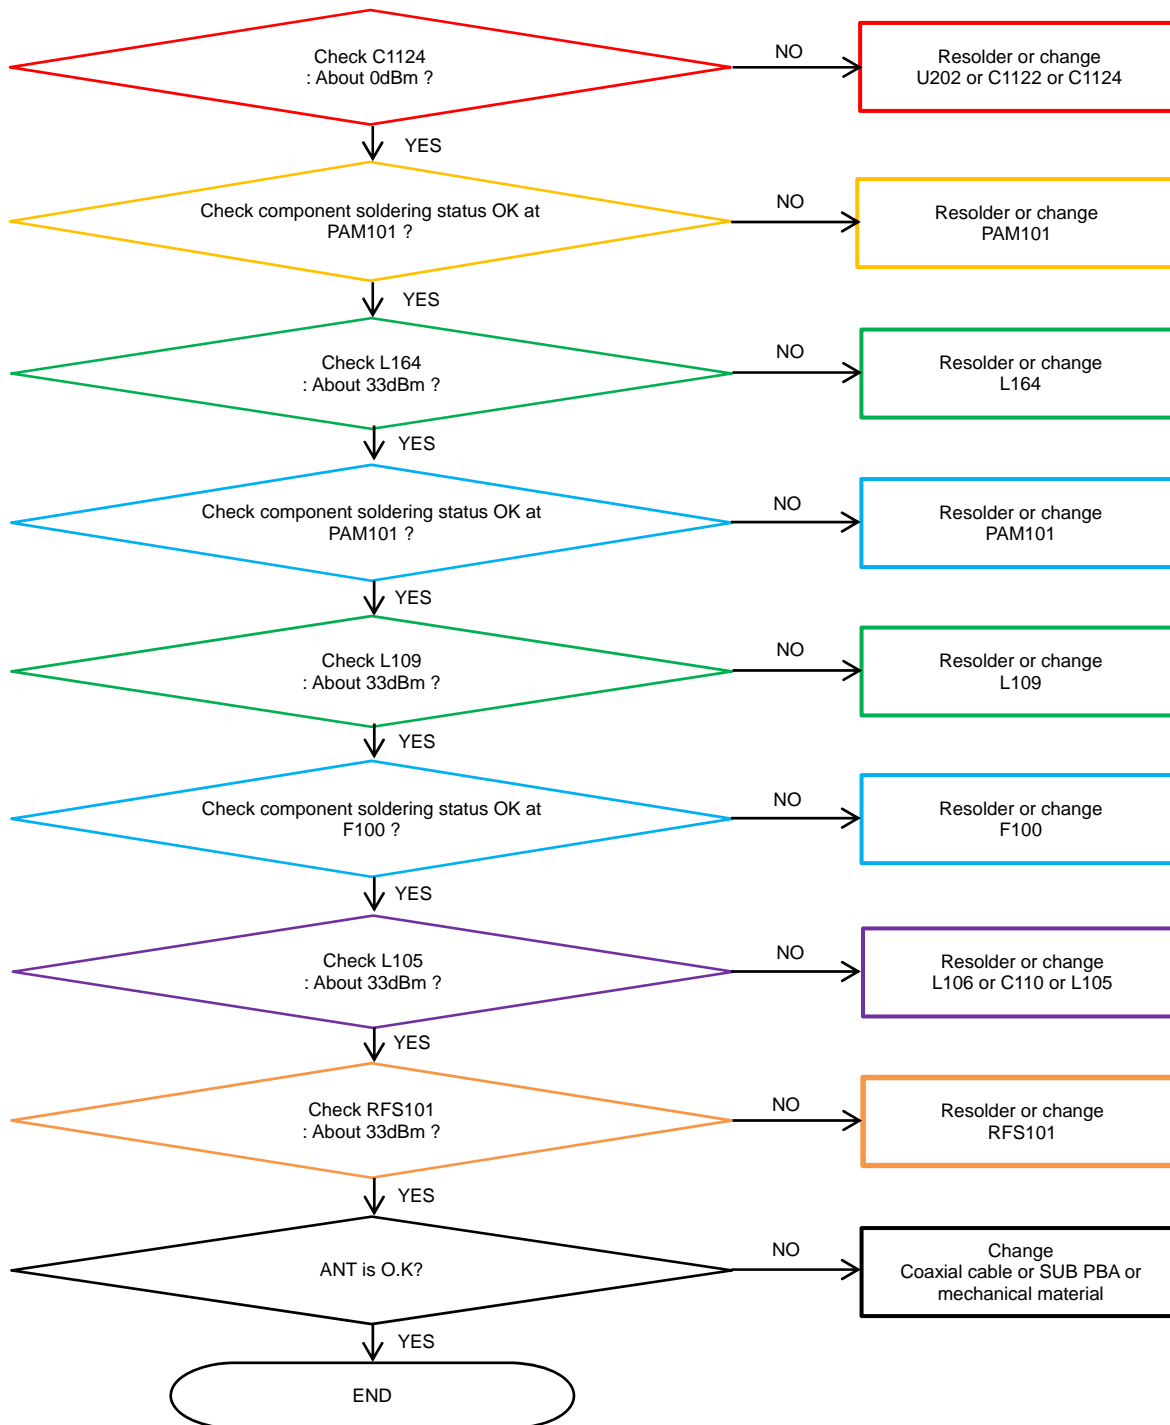 Check C1124
: About 0dBm ?
NO
Resolder or change
U202 or C1122 or C1124
YES
Check component soldering status OK at
PAM101 ?
NO
Resolder or change
PAM101
YES
Check L164
: About 33dBm ?
NO
Resolder or change
L164
YES
Check component soldering status OK at
PAM101 ?
NO
Resolder or change
PAM101
YES
Check L109
: About 33dBm ?
NO
Resolder or change
L109
YES
Check component soldering status OK at
F100 ?
NO
Resolder or change
F100
YES
Check L105
: About 33dBm ?
NO
Resolder or change
L106 or C110 or L105
YES
Check RFS101
: About 33dBm ?
NO
Resolder or change
RFS101
YES
ANT is O.K?
NO
Change
Coaxial cable or SUB PBA or
mechanical material
YES
END